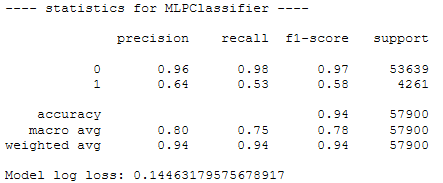 ---- statistics for MLPClassifier ----
precision recall f1-score support
0 0.96 0.98 0.97 53639
1 0.64 0.53 0.58 4261
accuracy 0.94 57900
macro avg 0.80 0.75 0.78 57900
weighted avg 0.94 0.94 0.94 57900
Model log loss: 0.14463179575678917